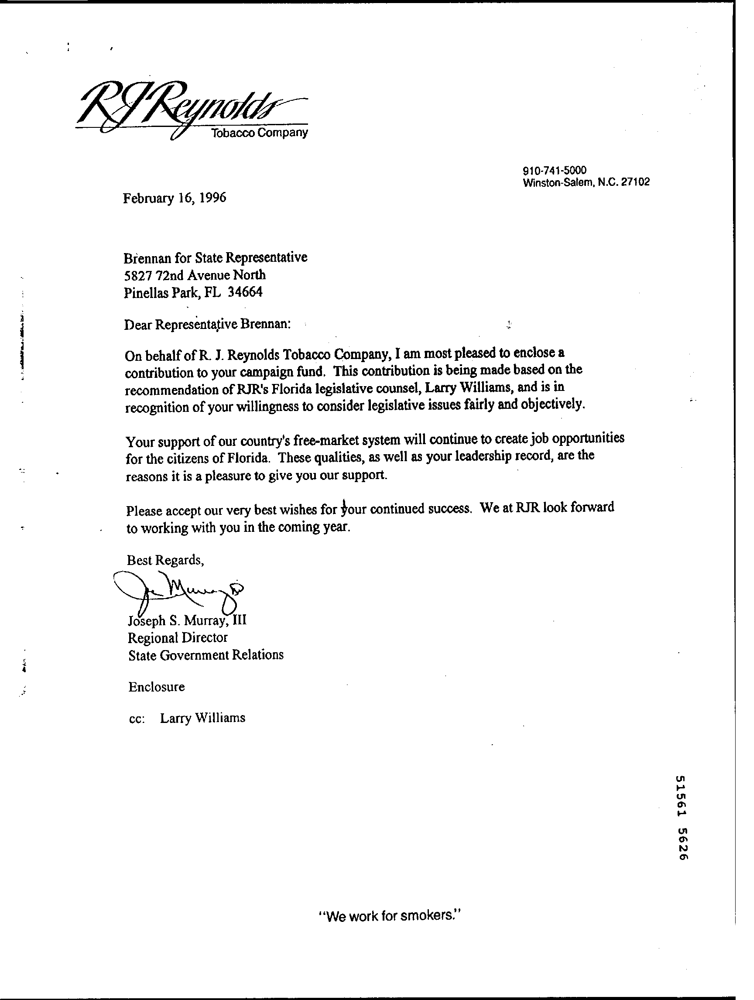 RJReynolds
Tobacco Company
910-741-5000
Winston-Salem, N.C. 27102
February 16, 1996
Brennan for State Representative
5827 72nd Avenue North
Pinellas Park, FL 34664
Dear Representative Brennan:
On behalf of R. J. Reynolds Tobacco Company, I am most pleased to enclose a
contribution to your campaign fund. This contribution is being made based on the
recommendation of RJR's Florida legislative counsel, Larry Williams, and is in
recognition of your willingness to consider legislative issues fairly and objectively.
Your support of our country's free-market system will continue to create job opportunities
for the citizens of Florida. These qualities, as well as your leadership record, are the
reasons it is a pleasure to give you our support.
Please accept our very best wishes for your continued success. We at RJR look forward
to working with you in the coming year.
Best Regards,
Joseph S. Murray, III
Regional Director
State Government Relations
Enclosure
cc: Larry Williams
51561 5626
"We work for smokers."